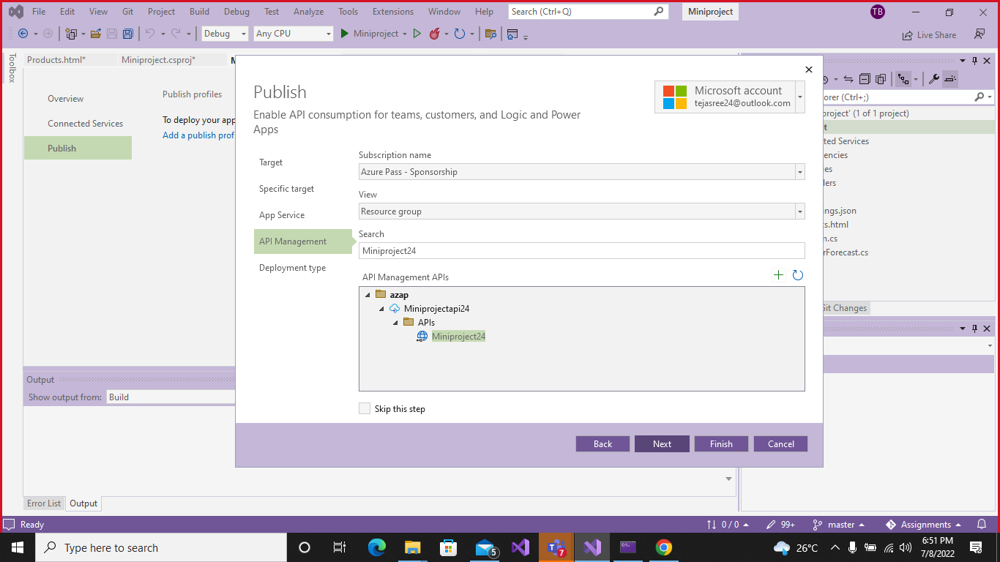 File Edit View Git Project Build Debug Test Analyze Tools Extensions Window Help Search (Ctrl+Q) Miniproject TB
Debug Any CPU Miniproject Live Share
Toolbox
Products.html* Miniproject.csproj*
Overview
Connected Services
Publish
Publish profiles
To deploy your app
Add a publish prof
Publish
Enable API consumption for teams, customers, and Logic and Power
Apps
Microsoft account
tejasree24@outlook.com
Target
Specific target
App Service
API Management
Deployment type
Subscription name
Azure Pass - Sponsorship
View
Resource group
Search
Miniproject24
API Management APIs
azap
Miniprojectapi24
APIs
Miniproject24
Skip this step
Back Next Finish Cancel
orer (Ctrl+;)
project' (1 of 1 project)
t
ted Services
encies
es
lers
ngs.json
ts.html
n.cs
rForecast.cs
Git Changes
Output
Show output from: Build
Error List Output
Ready 0 / 0 99+ master Assignments
Type here to search 5 7 26°C 6:51 PM
7/8/2022